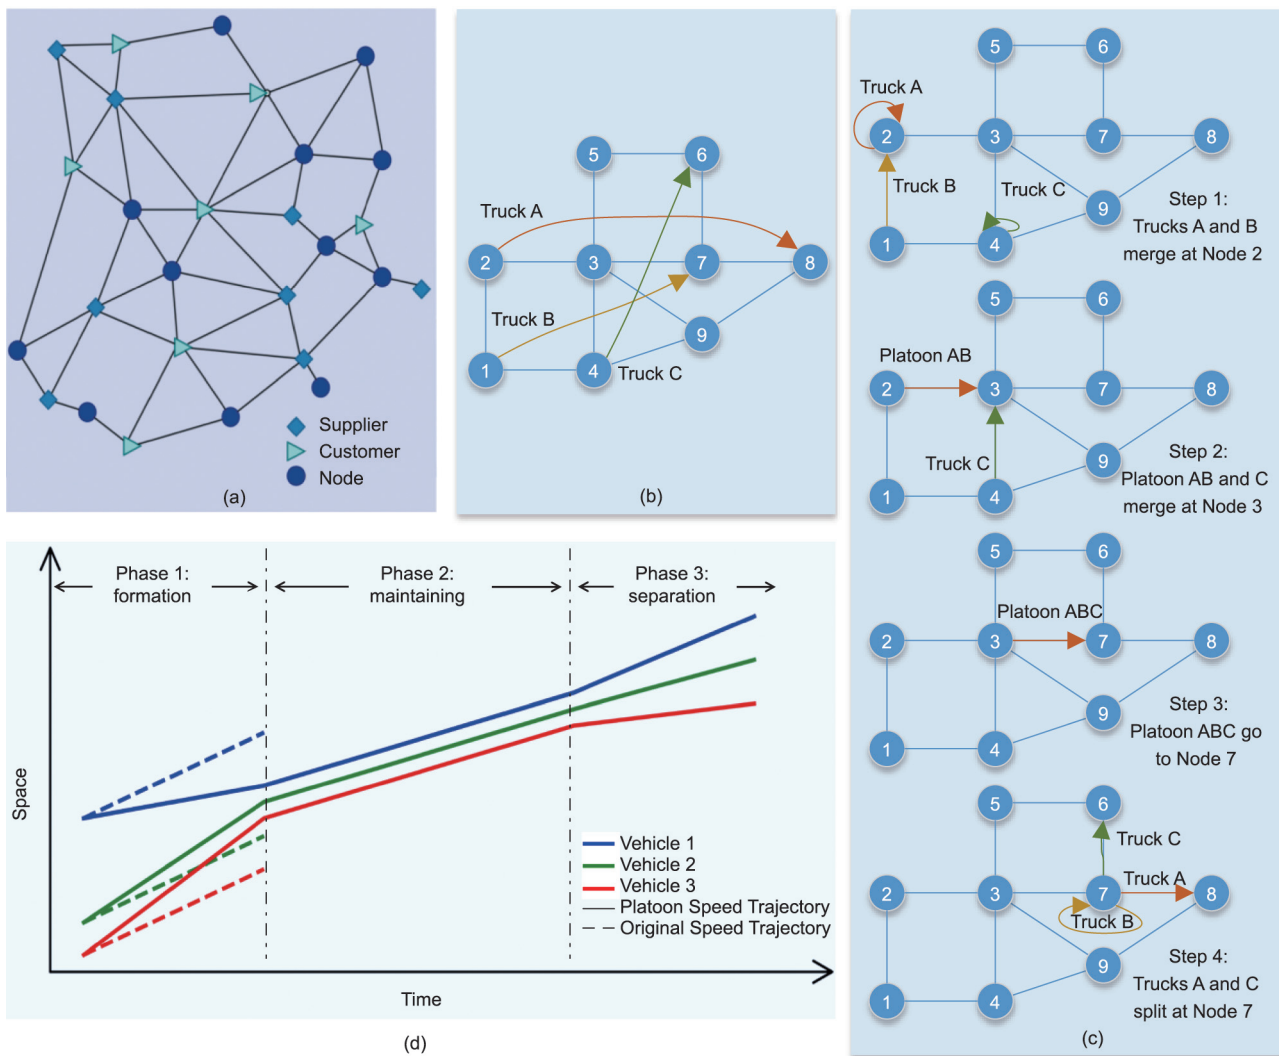 Supplier
Customer
Node
(a)
5
6
Truck A
2
3
7
8
Truck B
9
1
4
Truck C
(b)
5
6
Truck A
2
3
7
8
Truck B
Truck C
9
1
4
Step 1:
Trucks A and B
merge at Node 2
5
6
Platoon AB
2
3
7
8
Truck C
9
1
4
Step 2:
Platoon AB and C
merge at Node 3
5
6
Platoon ABC
2
3
7
8
9
1
4
Step 3:
Platoon ABC go
to Node 7
5
6
Truck C
Truck A
2
3
7
8
Truck B
9
1
4
Step 4:
Trucks A and C
split at Node 7
(c)
Phase 1:
formation
Phase 2:
maintaining
Phase 3:
separation
Space
Vehicle 1
Vehicle 2
Vehicle 3
Platoon Speed Trajectory
Original Speed Trajectory
Time
(d)